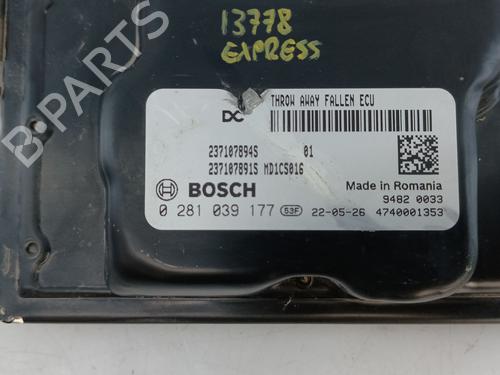 13778
EXPRESS
B-PARTS
DC
THROW AWAY FALLEN ECU
237107894S 01
237107891S MD1CS016
BOSCH
Made in Romania
9482 0033
0 281 039 177 53F 22-05-26 4740001353